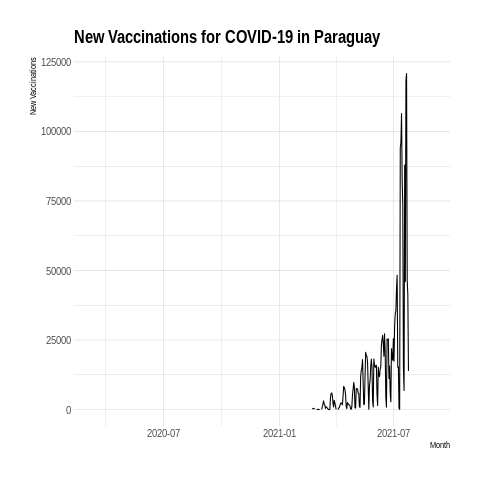 New Vaccinations for COVID-19 in Paraguay
New Vaccinations
125000
100000
75000
50000
25000
0
2020-07 2021-01 2021-07
Month